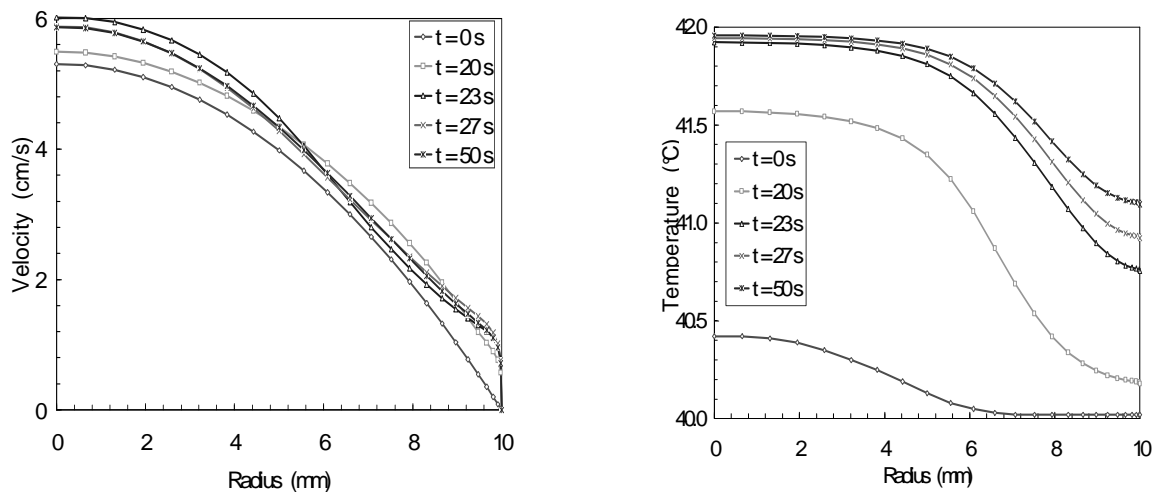 6
4
2
0
Velocity (cm/s)
t=0s
t=20s
t=23s
t=27s
t=50s
0 2 4 6 8 10
Radius (mm)
42.0
41.5
41.0
40.5
40.0
Temperature (°C)
t=0s
t=20s
t=23s
t=27s
t=50s
0 2 4 6 8 10
Radius (mm)